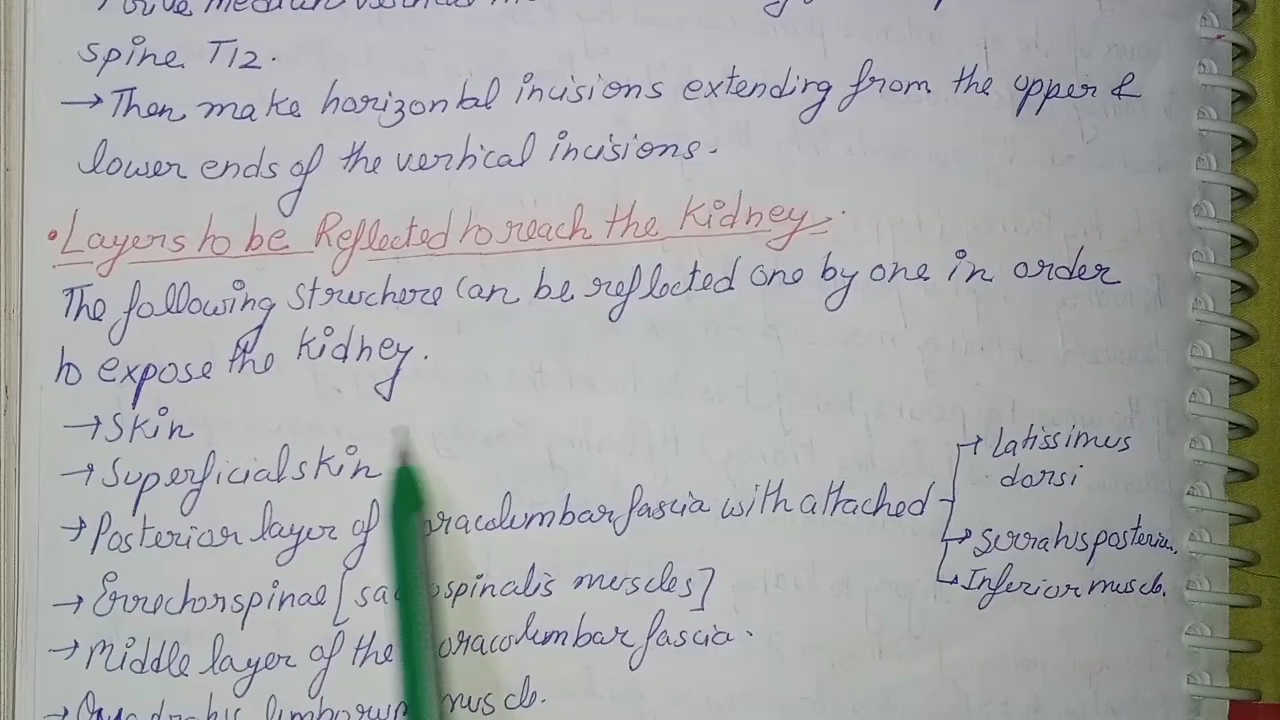 spine T12.
→ Then make horizontal incisions extending from the upper &
lower ends of the vertical incisions.
• Layers to be Reflected to reach the Kidney:
The following structure can be reflected one by one in order
to expose the kidney.
→ Skin
→ Superficial skin
→ Posterior layer of oracolumbar fascia with attached
→ Latissimus
dorsi
→ Serratus posterior,
→ Inferior muscle.
→ Errector spinae [sa ospinalis muscles]
→ Middle layer of the oracolumbar fascia.
muscle.